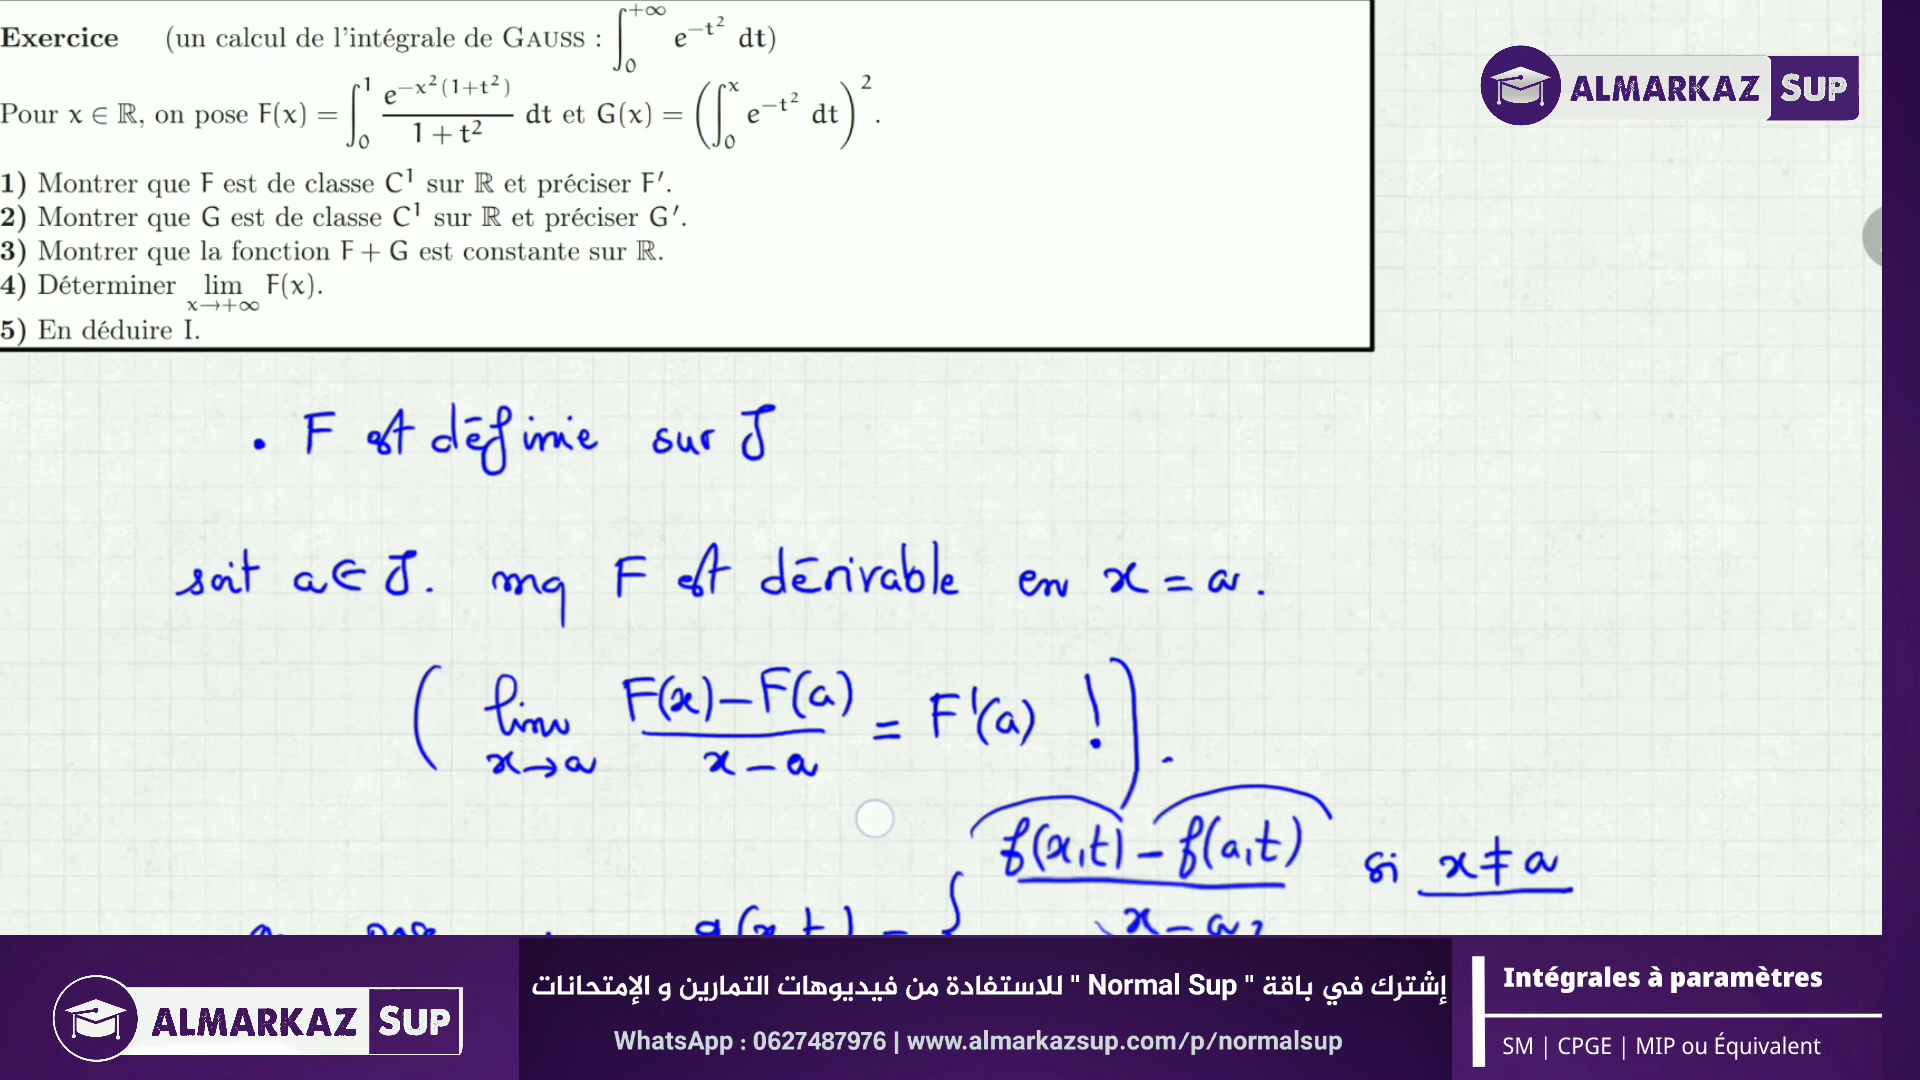 Exercice (un calcul de l'intégrale de GAUSS : ∫₀^{+∞} e^{−t²} dt)
Pour x ∈ ℝ, on pose F(x) = ∫₀¹ e^{−x²(1+t²)} / (1 + t²) dt et G(x) = (∫₀^x e^{−t²} dt)².
1) Montrer que F est de classe C¹ sur ℝ et préciser F′.
2) Montrer que G est de classe C¹ sur ℝ et préciser G′.
3) Montrer que la fonction F + G est constante sur ℝ.
4) Déterminer lim_{x→+∞} F(x).
5) En déduire I.
ALMARKAZ SUP
• F est définie sur J
soit a ∈ J. mq F est dérivable en x = a.
( lim_{x→a} (F(x) − F(a)) / (x − a) = F'(a) ! ).
(f(x,t) − f(a,t)) / (x − a) si x ≠ a
g(x,t) =
ALMARKAZ SUP
إشترك في باقة " Normal Sup " للاستفادة من فيديوهات التمارين و الإمتحانات
WhatsApp : 0627487976 | www.almarkazsup.com/p/normalsup
Intégrales à paramètres
SM | CPGE | MIP ou Équivalent